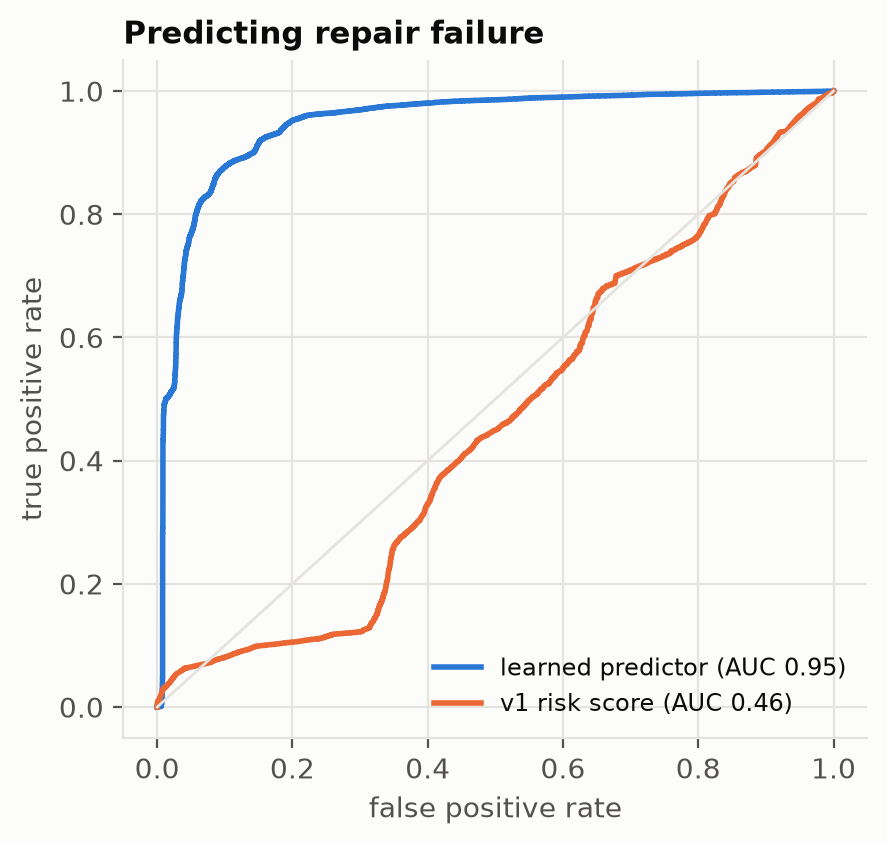 Predicting repair failure
1.0
0.8
0.6
0.4
0.2
0.0
true positive rate
learned predictor (AUC 0.95)
v1 risk score (AUC 0.46)
0.0 0.2 0.4 0.6 0.8 1.0
false positive rate